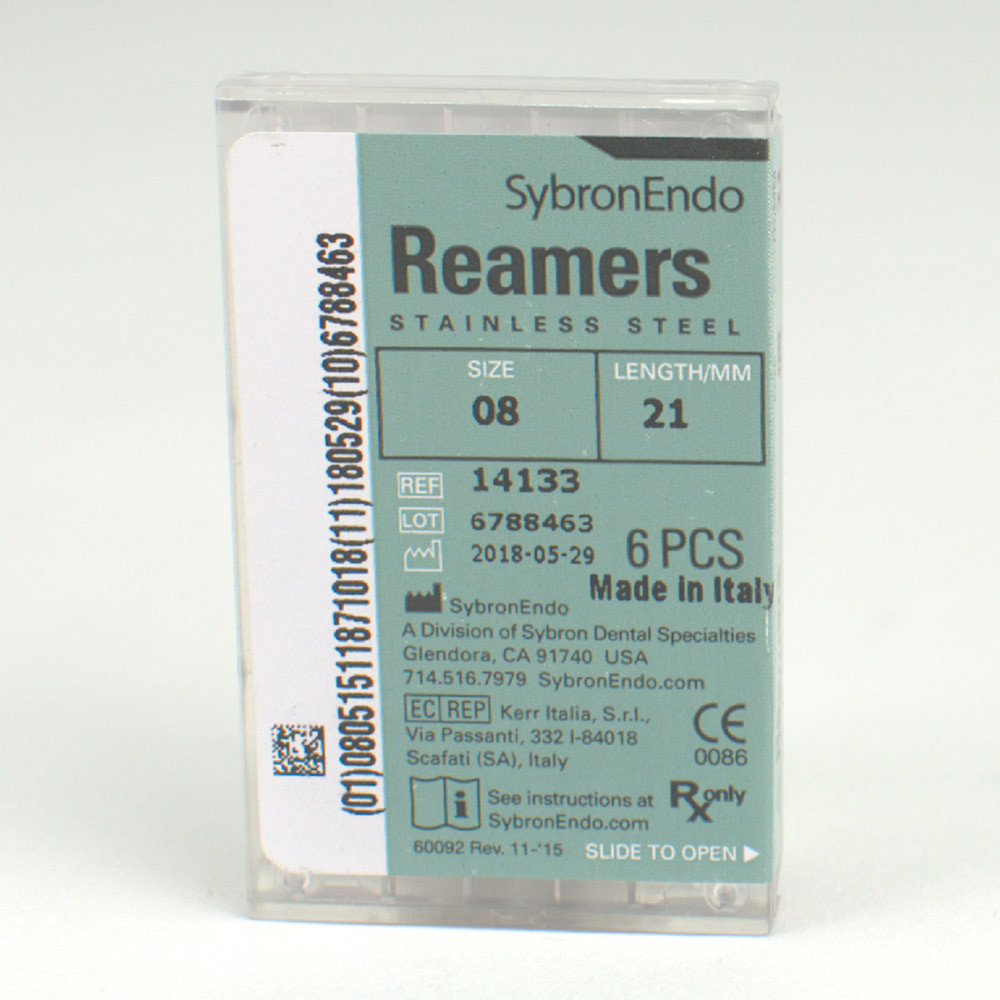 SybronEndo
Reamers
STAINLESS STEEL
SIZE
08
LENGTH/MM
21
REF 14133
LOT 6788463
2018-05-29
6 PCS
Made in Italy
SybronEndo
A Division of Sybron Dental Specialties
Glendora, CA 91740 USA
714.516.7979 SybronEndo.com
EC REP Kerr Italia, S.r.l.,
Via Passanti, 332 I-84018
Scafati (SA), Italy
CE
0086
i See instructions at
SybronEndo.com
Rx only
60092 Rev. 11-'15
SLIDE TO OPEN
(01)08051511871018(11)180529(10)6788463